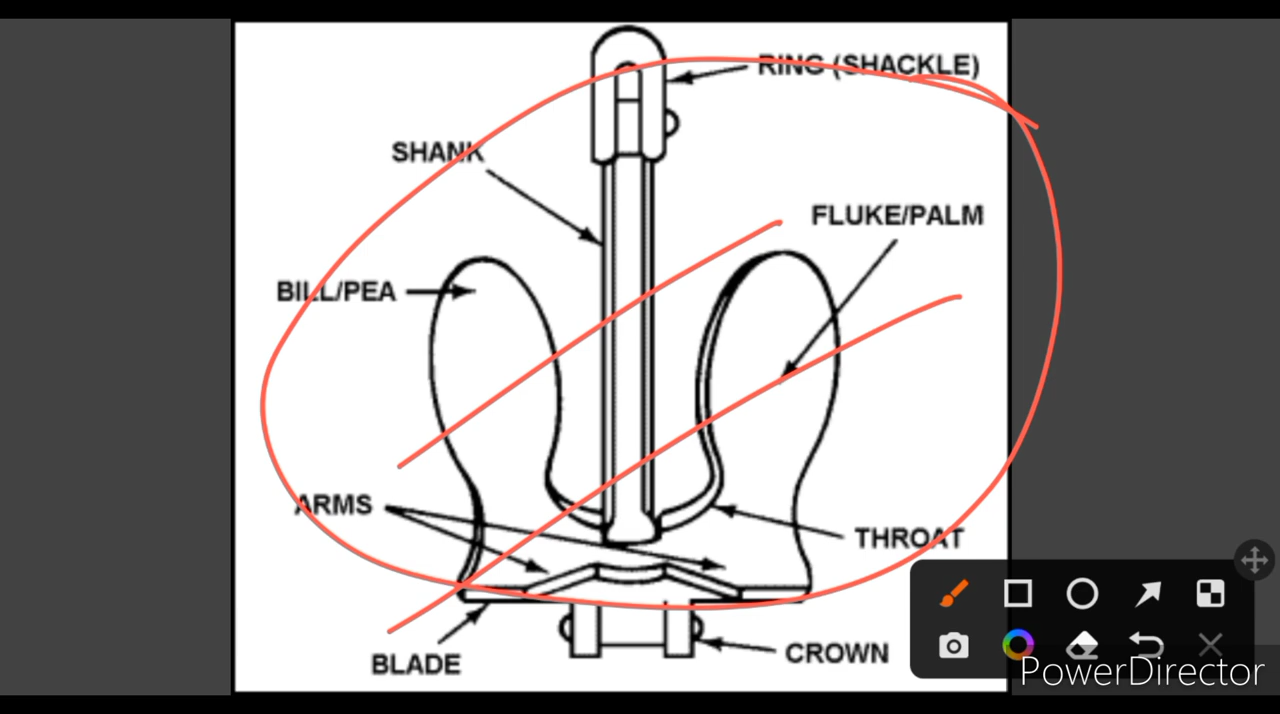 RING (SHACKLE)
SHANK
FLUKE/PALM
BILL/PEA
ARMS
THROAT
BLADE
CROWN
PowerDirector